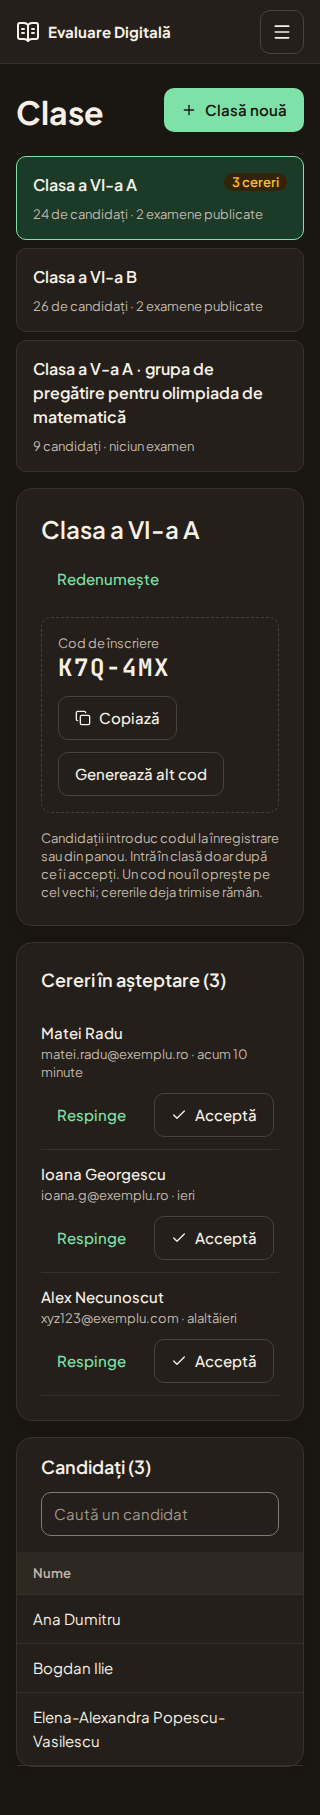 Evaluare Digitală
Clase
+ Clasă nouă
Clasa a VI-a A
3 cereri
24 de candidați · 2 examene publicate
Clasa a VI-a B
26 de candidați · 2 examene publicate
Clasa a V-a A · grupa de
pregătire pentru olimpiada de
matematică
9 candidați · niciun examen
Clasa a VI-a A
Redenumește
Cod de înscriere
K7Q-4MX
Copiază
Generează alt cod
Candidații introduc codul la înregistrare
sau din panou. Intră în clasă doar după
ce îi accepți. Un cod nou îl oprește pe
cel vechi; cererile deja trimise rămân.
Cereri în așteptare (3)
Matei Radu
matei.radu@exemplu.ro · acum 10
minute
Respinge
Acceptă
Ioana Georgescu
ioana.g@exemplu.ro · ieri
Respinge
Acceptă
Alex Necunoscut
xyz123@exemplu.com · alaltăieri
Respinge
Acceptă
Candidați (3)
Caută un candidat
Nume
Ana Dumitru
Bogdan Ilie
Elena-Alexandra Popescu-
Vasilescu